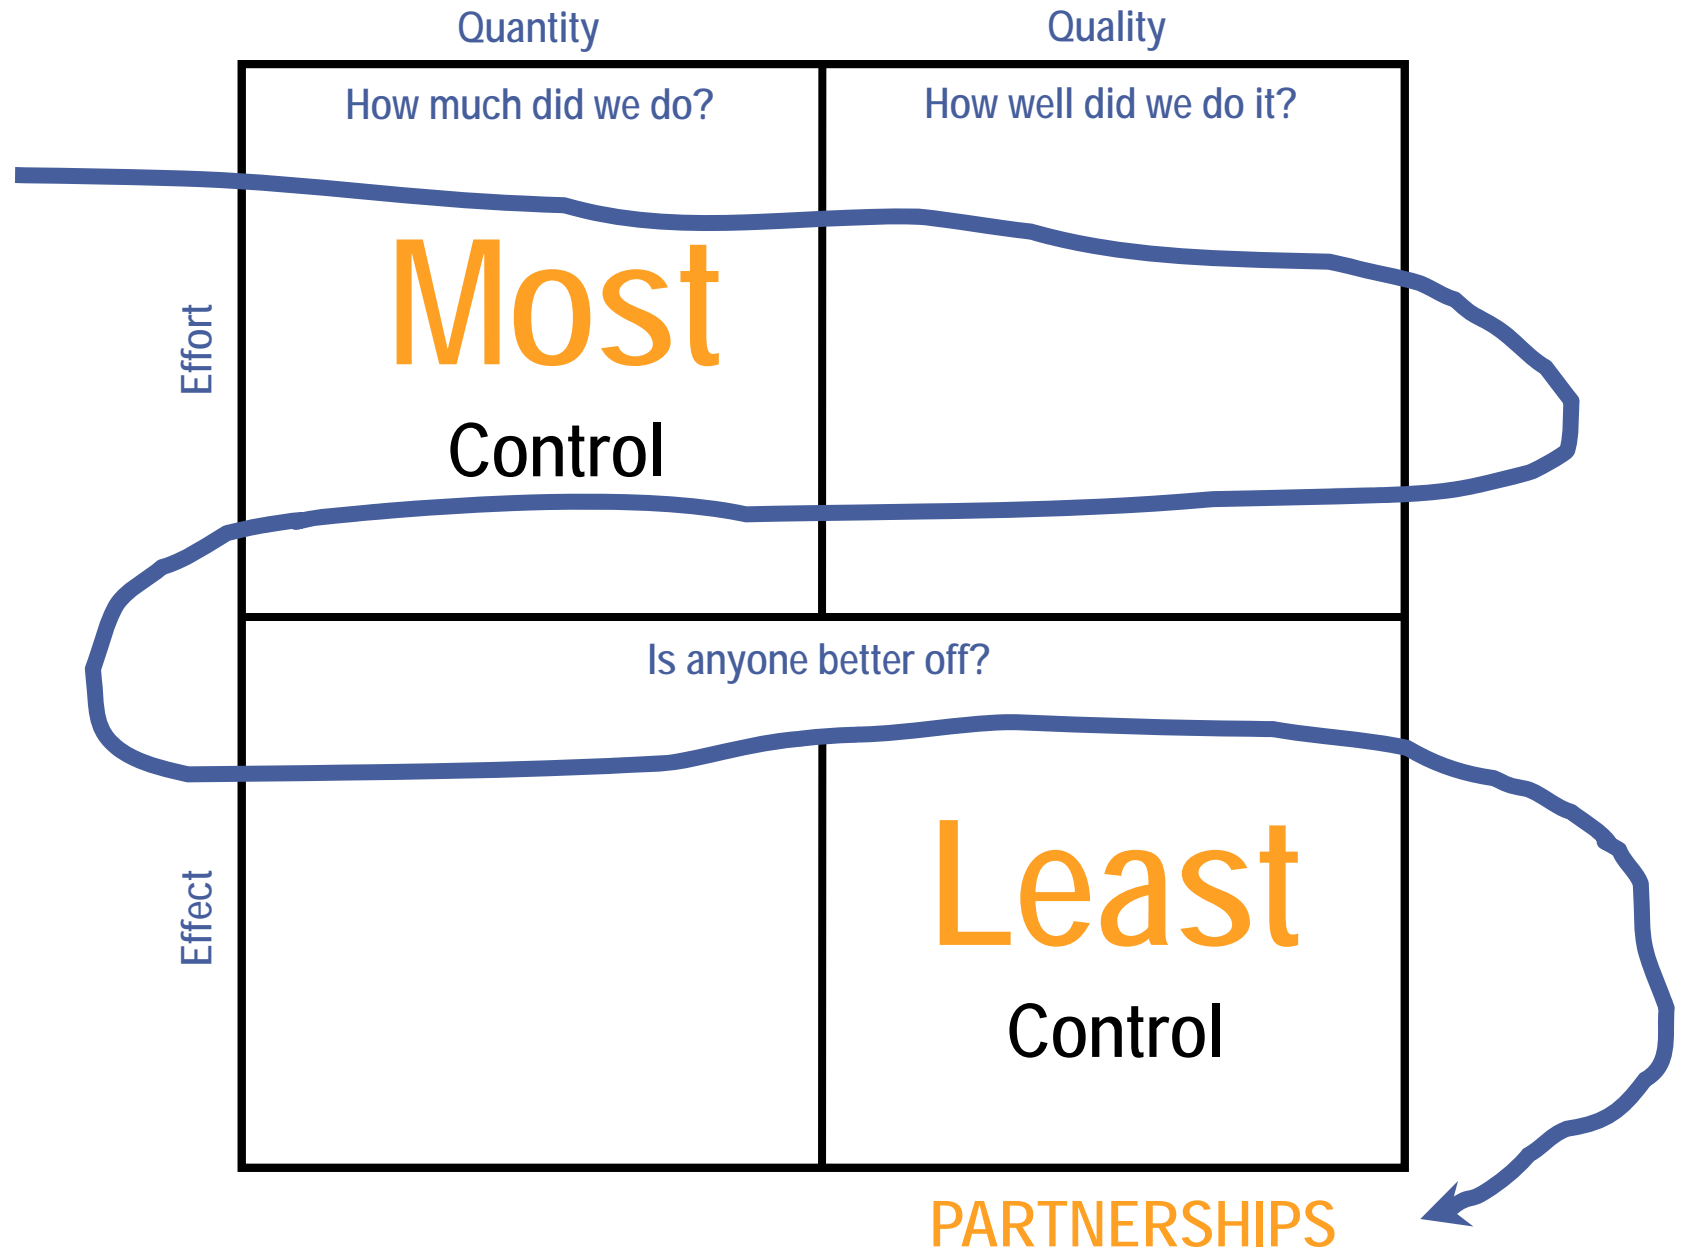 Quantity
Quality
How much did we do?
How well did we do it?
Effort
Most
Control
Is anyone better off?
Effect
Least
Control
PARTNERSHIPS